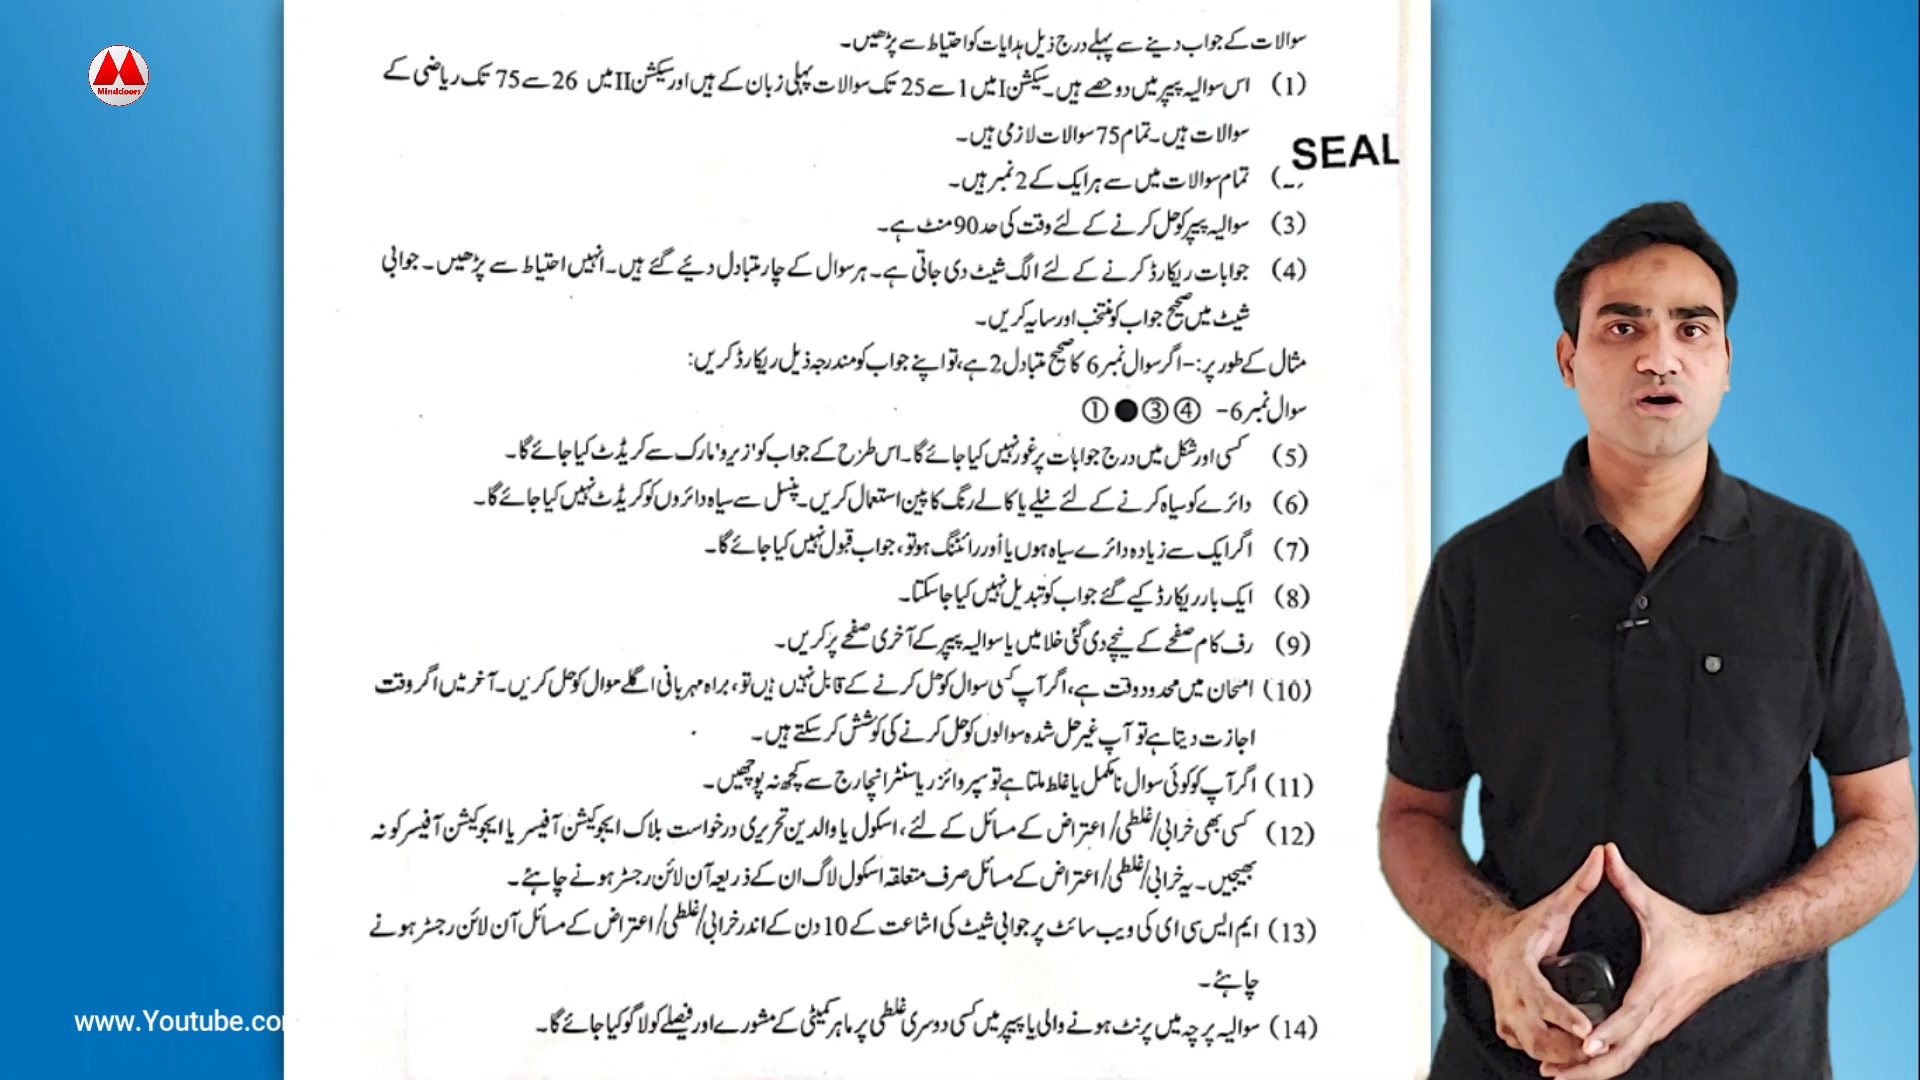 Minddoors
سوالات کے جواب دینے سے پہلے درج ذیل ہدایات کو احتیاط سے پڑھیں۔
(1) اس سوالیہ پیپر میں دو حصے ہیں۔ سیکشن I میں 1 سے 25 تک سوالات پہلی زبان کے ہیں اور سیکشن II میں 26 سے 75 تک ریاضی کے
سوالات ہیں۔ تمام 75 سوالات لازمی ہیں۔
SEAL
تمام سوالات میں سے ہر ایک کے 2 نمبر ہیں۔
(3) سوالیہ پیپر کو حل کرنے کے لئے وقت کی حد 90 منٹ ہے۔
(4) جوابات ریکارڈ کرنے کے لئے الگ شیٹ دی جاتی ہے۔ ہر سوال کے چار متبادل دیئے گئے ہیں۔ انہیں احتیاط سے پڑھیں۔ جوابی
شیٹ میں صحیح جواب کو منتخب اور سایہ کریں۔
مثال کے طور پر:- اگر سوال نمبر 6 کا صحیح متبادل 2 ہے، تو اپنے جواب کو مندرجہ ذیل ریکارڈ کریں:
سوال نمبر 6- ① ● ③ ④
(5) کسی اور شکل میں درج جوابات پر غور نہیں کیا جائے گا۔ اس طرح کے جواب کو 'زیرو' مارک سے کریڈٹ کیا جائے گا۔
(6) دائرے کو سیاہ کرنے کے لئے نیلے یا کالے رنگ کا پین استعمال کریں۔ پنسل سے سیاہ دائروں کو کریڈٹ نہیں کیا جائے گا۔
(7) اگر ایک سے زیادہ دائرے سیاہ ہوں یا اُور رائٹنگ ہو تو، جواب قبول نہیں کیا جائے گا۔
(8) ایک بار ریکارڈ کیے گئے جواب کو تبدیل نہیں کیا جا سکتا۔
(9) رف کام صفحے کے نیچے دی گئی خلا میں یا سوالیہ پیپر کے آخری صفحے پر کریں۔
(10) امتحان میں محدود وقت ہے، اگر آپ کسی سوال کو حل کرنے کے قابل نہیں ہیں تو، براہ مہربانی اگلے سوال کو حل کریں۔ آخر میں اگر وقت
اجازت دیتا ہے تو آپ غیر حل شدہ سوالوں کو حل کرنے کی کوشش کر سکتے ہیں۔
(11) اگر آپ کو کوئی سوال نامکمل یا غلط ملتا ہے تو سپروائزر یا سنٹر انچارج سے کچھ نہ پوچھیں۔
(12) کسی بھی خرابی/غلطی/ اعتراض کے مسائل کے لئے، اسکول یا والدین تحریری درخواست بلاک ایجوکیشن آفیسر یا ایجوکیشن آفیسر کو نہ
بھیجیں۔ یہ خرابی/غلطی/ اعتراض کے مسائل صرف متعلقہ اسکول لاگ ان کے ذریعہ آن لائن رجسٹر ہونے چاہئے۔
(13) ایم ایس سی ای کی ویب سائٹ پر جوابی شیٹ کی اشاعت کے 10 دن کے اندر خرابی/غلطی/ اعتراض کے مسائل آن لائن رجسٹر ہونے
چاہئے۔
(14) سوالیہ پرچہ میں پرنٹ ہونے والی یا پیپر میں کسی دوسری غلطی پر ماہر کمیٹی کے مشورے اور فیصلے کو لاگو کیا جائے گا۔
www.Youtube.co